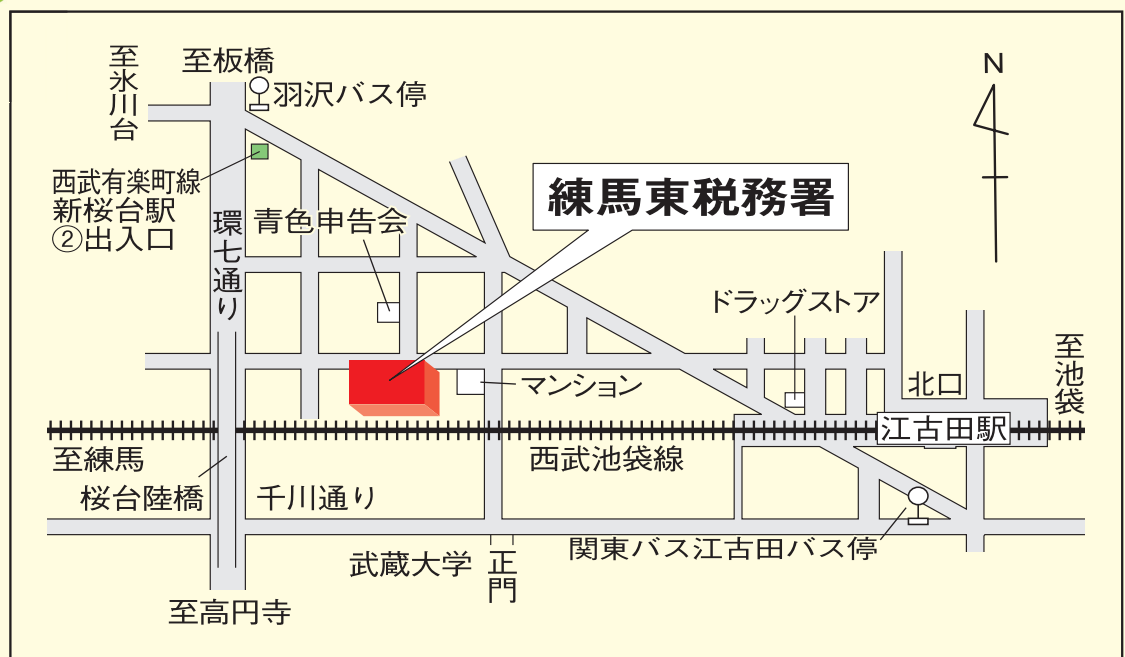 至氷川台
至板橋
羽沢バス停
N
西武有楽町線
新桜台駅
②出入口
環七通り
青色申告会
練馬東税務署
ドラッグストア
マンション
北口
至池袋
江古田駅
至練馬
西武池袋線
桜台陸橋
千川通り
武蔵大学
正門
関東バス江古田バス停
至高円寺